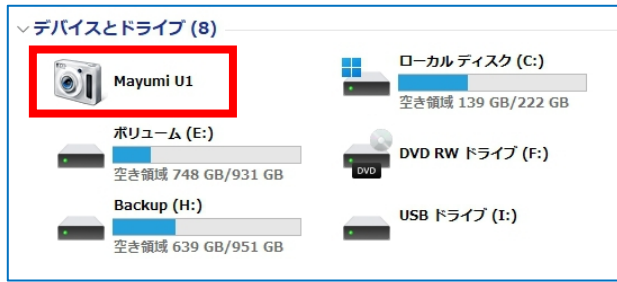 デバイスとドライブ (8)
Mayumi U1
ローカル ディスク (C:)
空き領域 139 GB/222 GB
ボリューム (E:)
空き領域 748 GB/931 GB
DVD RW ドライブ (F:)
DVD
Backup (H:)
空き領域 639 GB/951 GB
USB ドライブ (I:)